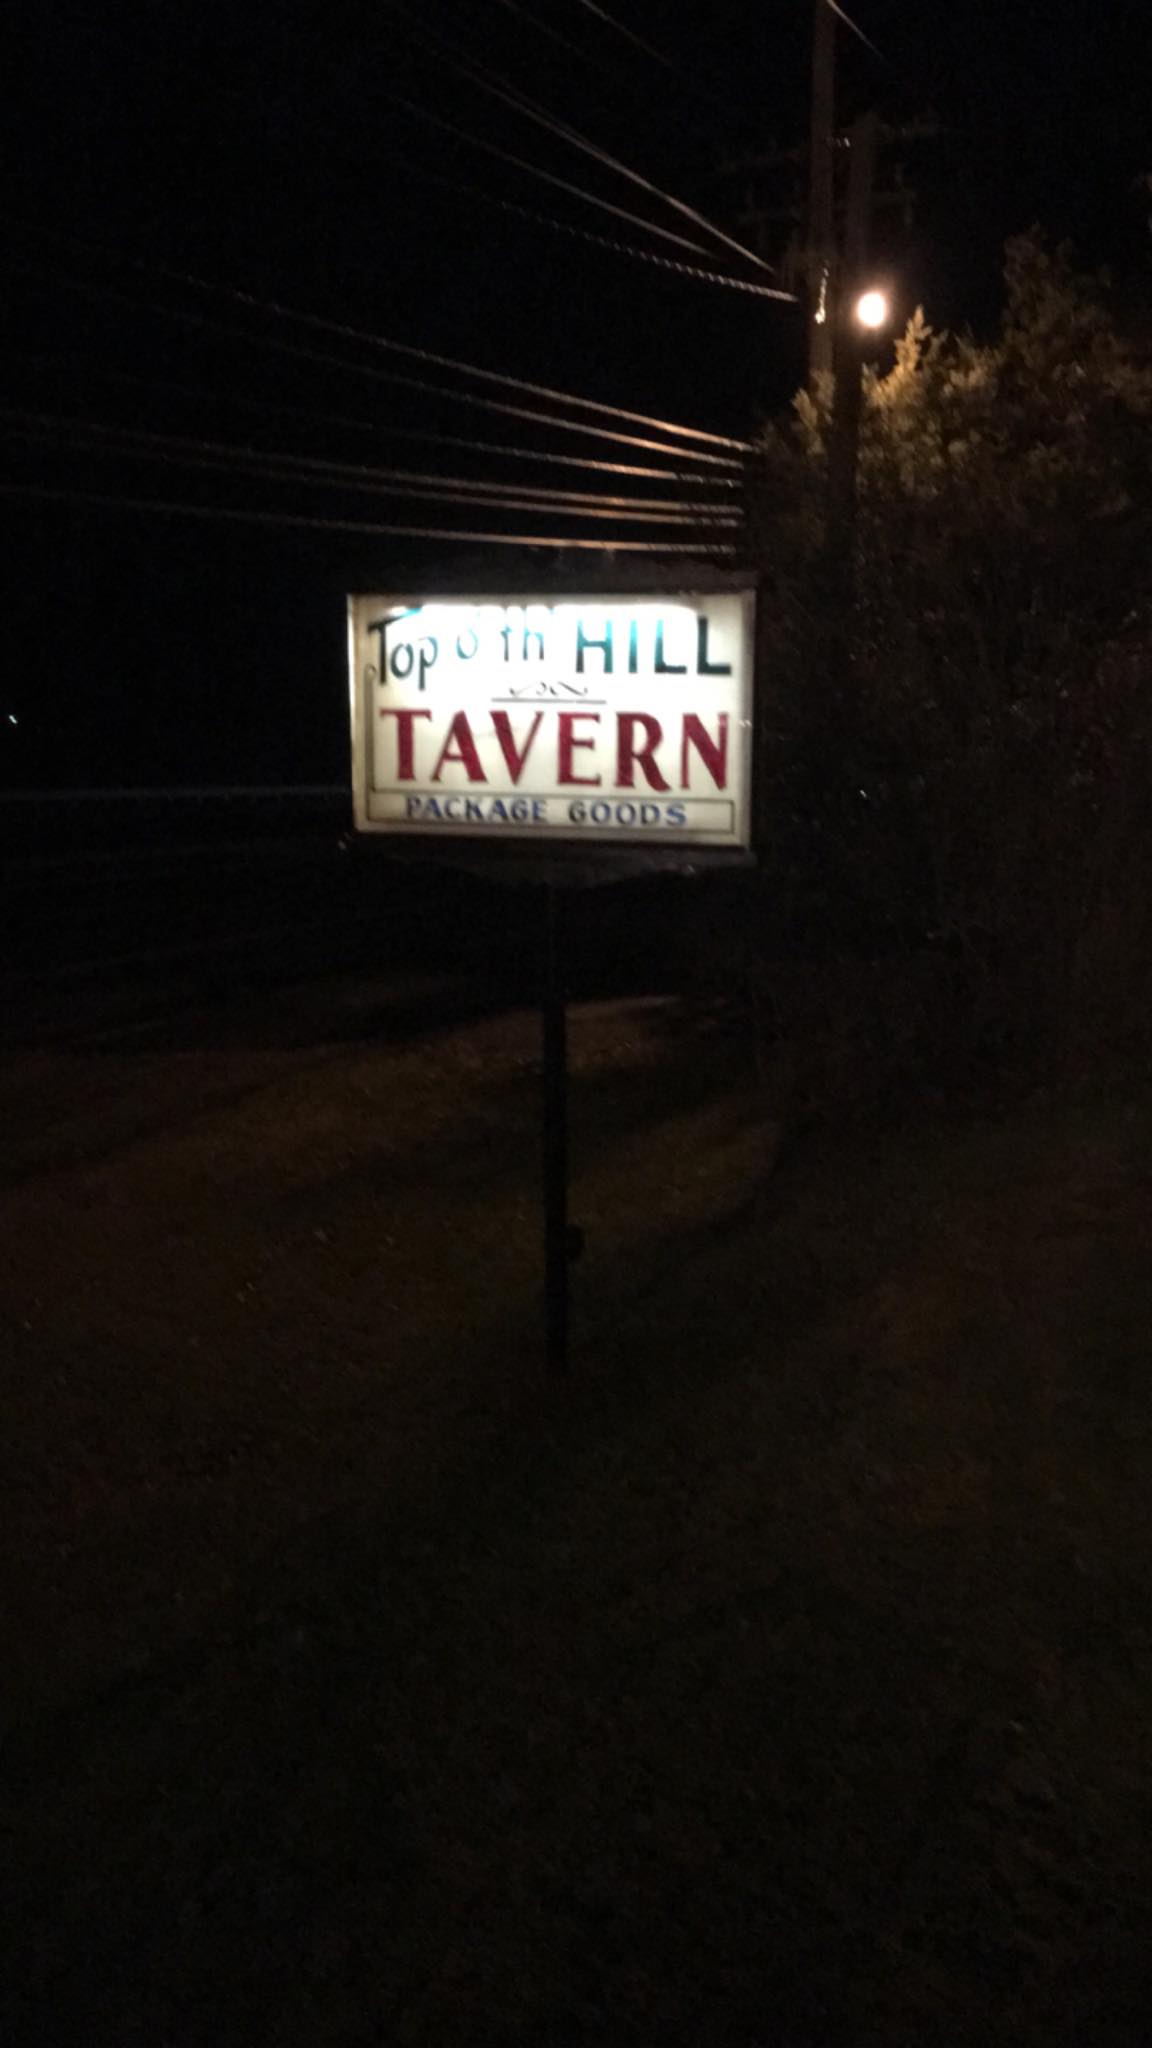 Top o' th' HILL
TAVERN
PACKAGE GOODS